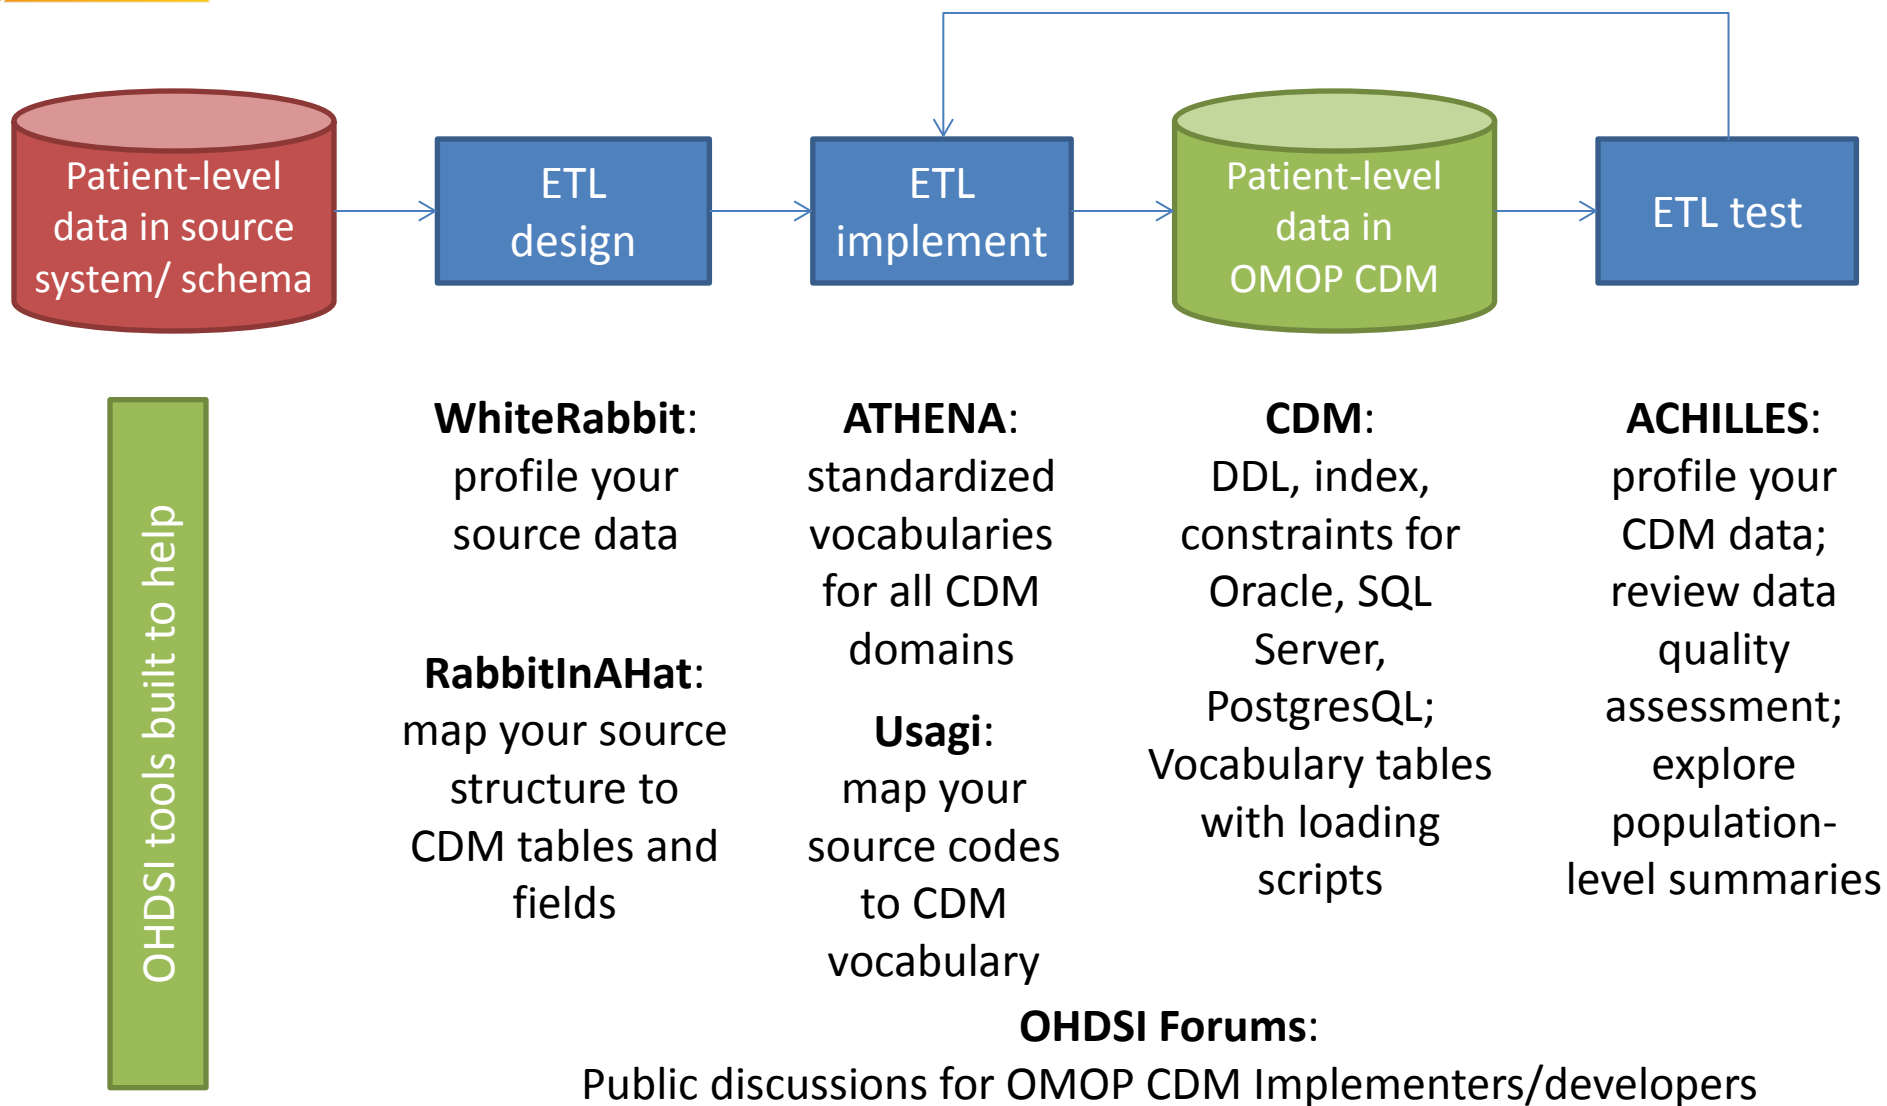 Patient-level
data in source
system/ schema
ETL
design
ETL
implement
Patient-level
data in
OMOP CDM
ETL test
OHDSI tools built to help
WhiteRabbit:
profile your
source data
RabbitInAHat:
map your source
structure to
CDM tables and
fields
ATHENA:
standardized
vocabularies
for all CDM
domains
Usagi:
map your
source codes
to CDM
vocabulary
CDM:
DDL, index,
constraints for
Oracle, SQL
Server,
PostgresQL;
Vocabulary tables
with loading
scripts
ACHILLES:
profile your
CDM data;
review data
quality
assessment;
explore
population-
level summaries
OHDSI Forums:
Public discussions for OMOP CDM Implementers/developers